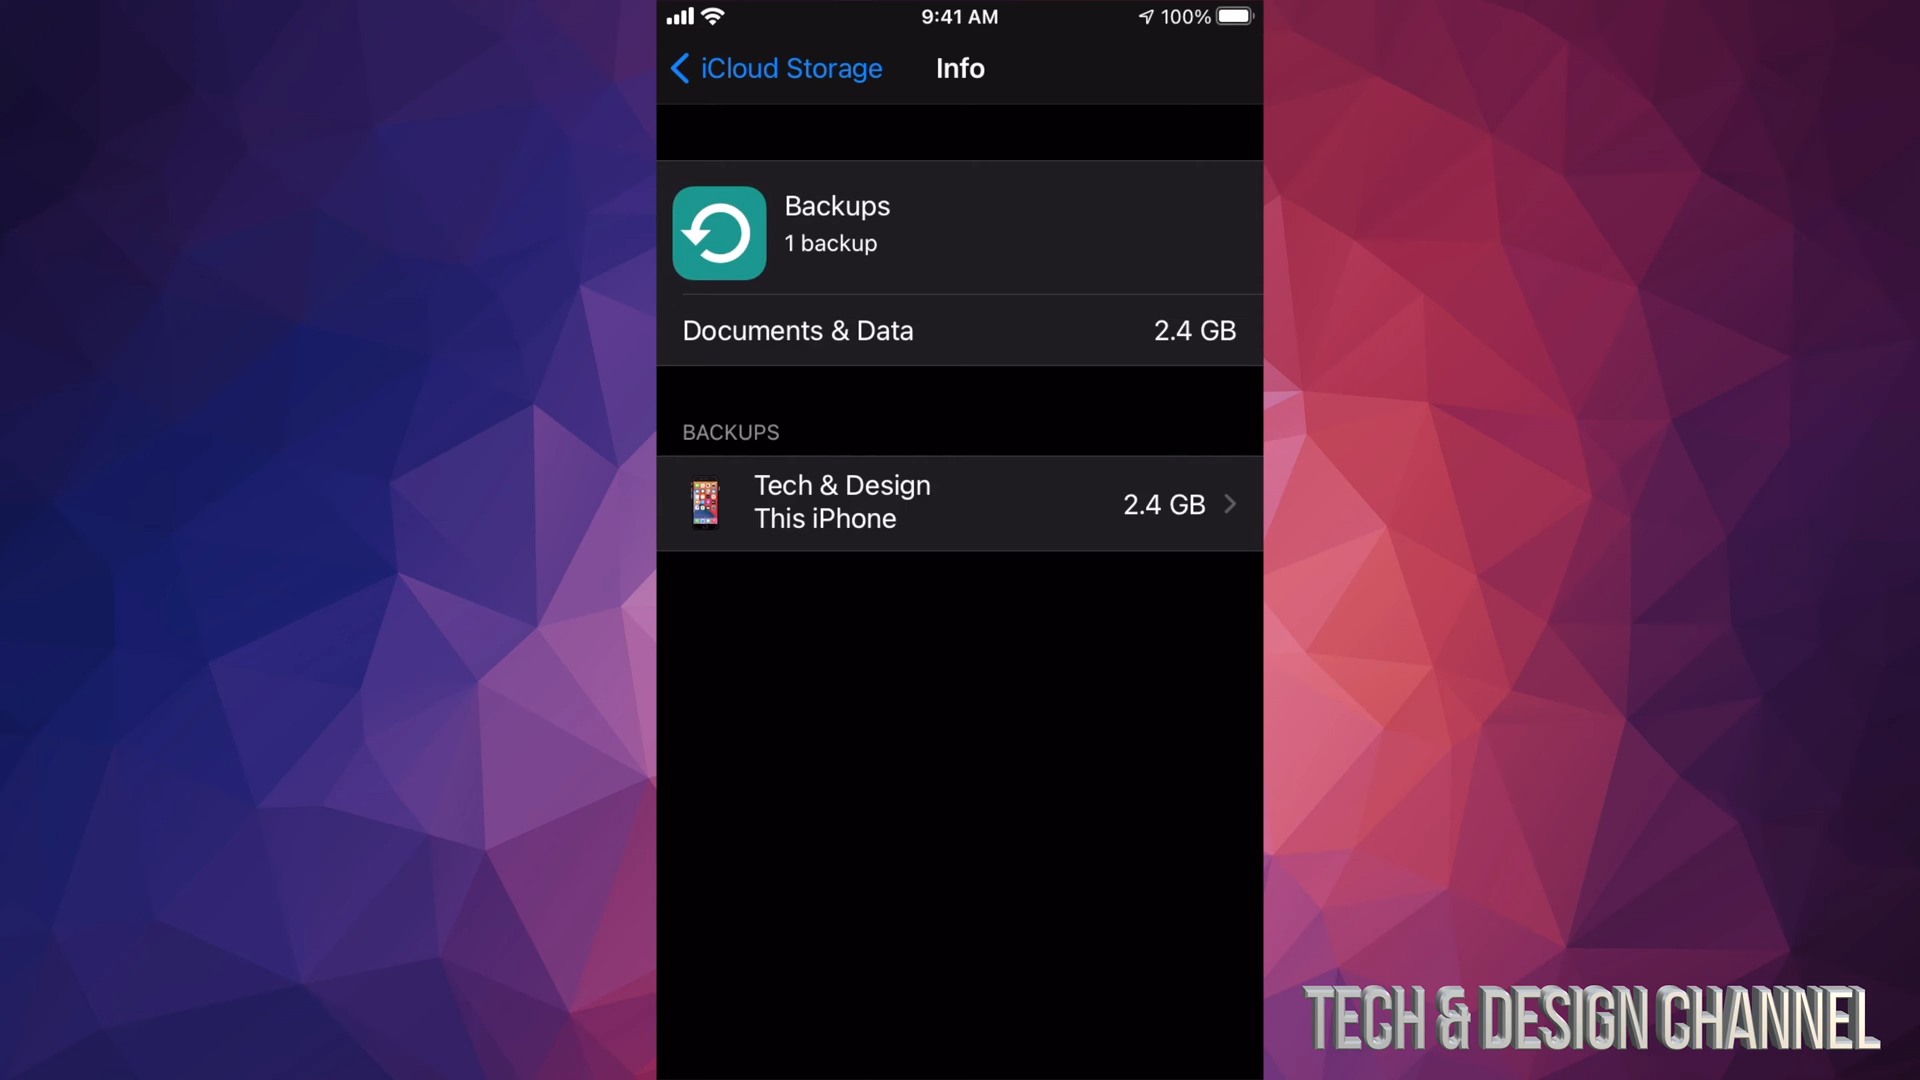 9:41 AM
100%
iCloud Storage
Info
Backups
1 backup
Documents & Data
2.4 GB
BACKUPS
Tech & Design
This iPhone
2.4 GB
TECH & DESIGN CHANNEL